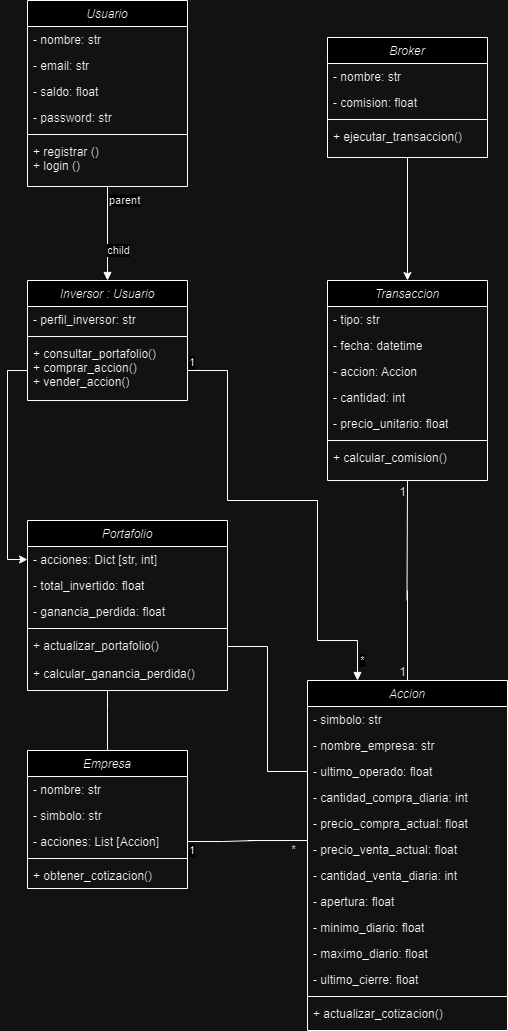 Usuario
- nombre: str
- email: str
- saldo: float
- password: str
+ registrar ()
+ login ()
parent
child
Broker
- nombre: str
- comision: float
+ ejecutar_transaccion()
Inversor : Usuario
- perfil_inversor: str
+ consultar_portafolio()
+ comprar_accion()
+ vender_accion()
1
*
Transaccion
- tipo: str
- fecha: datetime
- accion: Accion
- cantidad: int
- precio_unitario: float
+ calcular_comision()
1
1
Portafolio
- acciones: Dict [str, int]
- total_invertido: float
- ganancia_perdida: float
+ actualizar_portafolio()
+ calcular_ganancia_perdida()
Empresa
- nombre: str
- simbolo: str
- acciones: List [Accion]
+ obtener_cotizacion()
1
*
Accion
- simbolo: str
- nombre_empresa: str
- ultimo_operado: float
- cantidad_compra_diaria: int
- precio_compra_actual: float
- precio_venta_actual: float
- cantidad_venta_diaria: int
- apertura: float
- minimo_diario: float
- maximo_diario: float
- ultimo_cierre: float
+ actualizar_cotizacion()